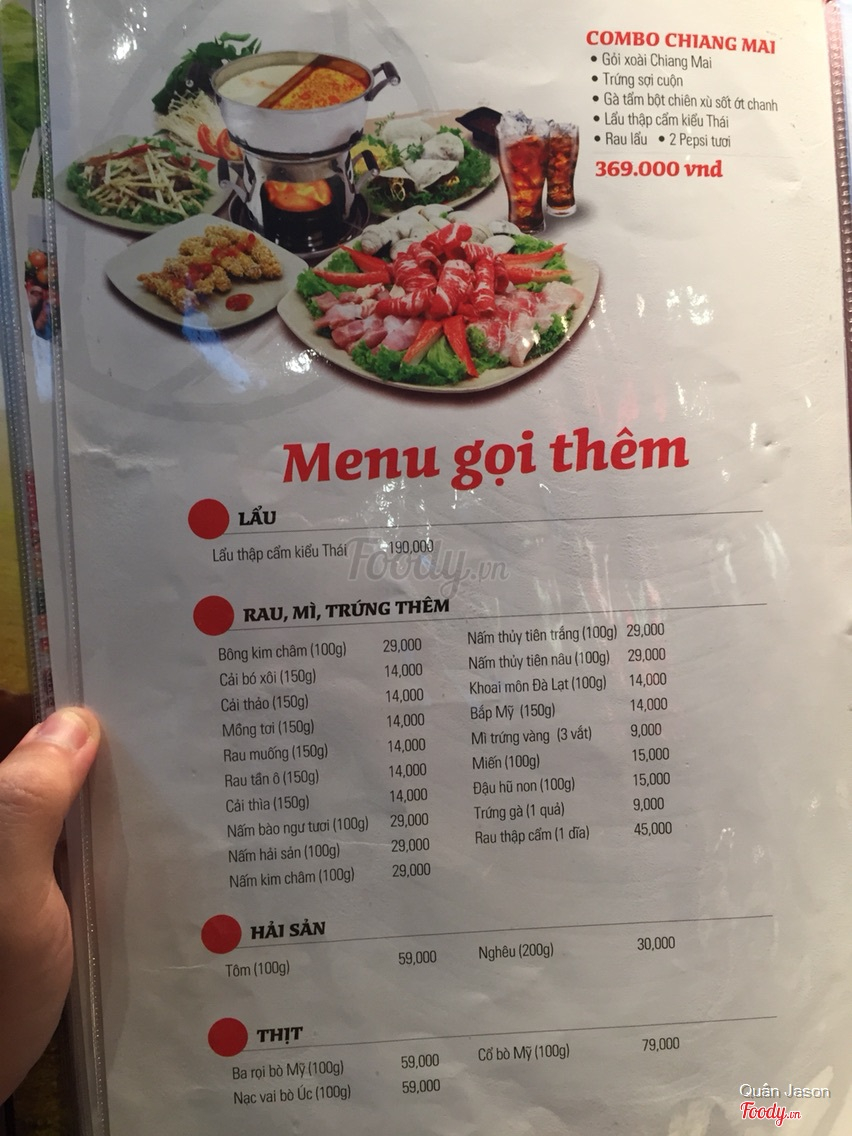 COMBO CHIANG MAI
• Gỏi xoài Chiang Mai
• Trứng sợi cuộn
• Gà tẩm bột chiên xù sốt ớt chanh
• Lẩu thập cẩm kiểu Thái
• Rau lẩu • 2 Pepsi tươi
369.000 vnd
Menu gọi thêm
LẨU
Lẩu thập cẩm kiểu Thái 190,000
Foody.vn
RAU, MÌ, TRỨNG THÊM
Bông kim châm (100g) 29,000
Cải bó xôi (150g) 14,000
Cải thảo (150g) 14,000
Mồng tơi (150g) 14,000
Rau muống (150g) 14,000
Rau tần ô (150g) 14,000
Cải thìa (150g) 14,000
Nấm bào ngư tươi (100g) 29,000
Nấm hải sản (100g) 29,000
Nấm kim châm (100g) 29,000
Nấm thủy tiên trắng (100g) 29,000
Nấm thủy tiên nâu (100g) 29,000
Khoai môn Đà Lạt (100g) 14,000
Bắp Mỹ (150g) 14,000
Mì trứng vàng (3 vắt) 9,000
Miến (100g) 15,000
Đậu hũ non (100g) 15,000
Trứng gà (1 quả) 9,000
Rau thập cẩm (1 dĩa) 45,000
HẢI SẢN
Tôm (100g) 59,000
Nghêu (200g) 30,000
THỊT
Ba rọi bò Mỹ (100g) 59,000
Nạc vai bò Úc (100g) 59,000
Cổ bò Mỹ (100g) 79,000
Quân Jason
Foody.vn